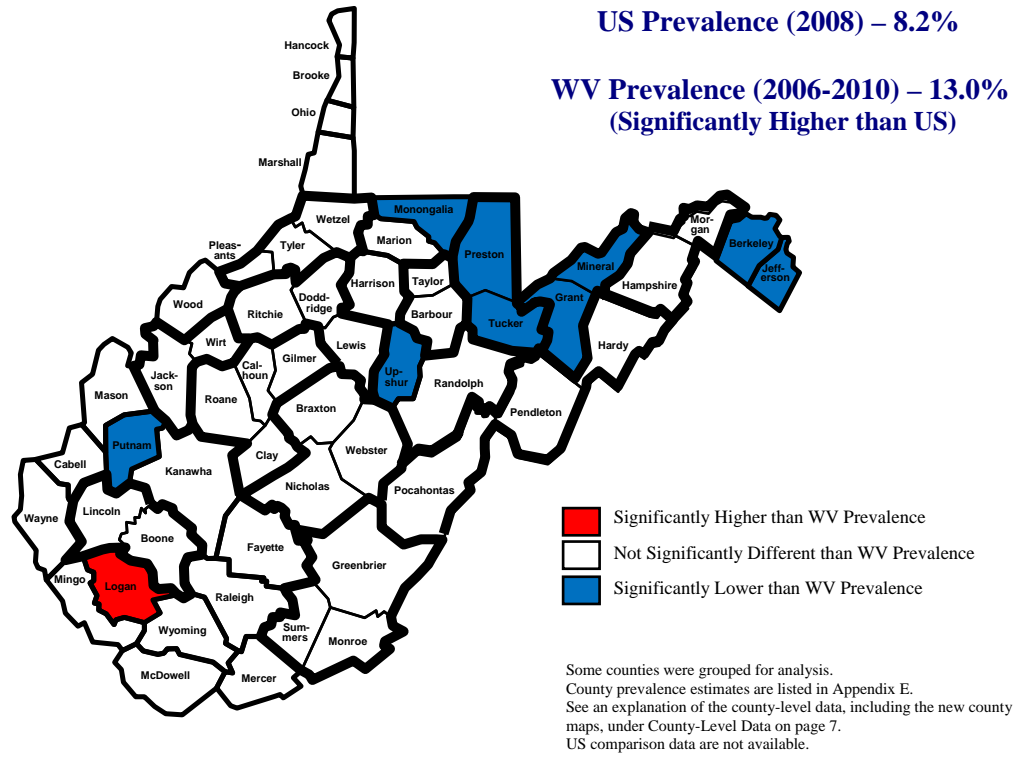 US Prevalence (2008) – 8.2%
WV Prevalence (2006-2010) – 13.0%
(Significantly Higher than US)
Hancock
Brooke
Ohio
Marshall
Wetzel
Monongalia
Marion
Preston
Pleas-
ants
Tyler
Mor-
gan
Berkeley
Jeff-
erson
Mineral
Hampshire
Grant
Wood
Ritchie
Dodd-
ridge
Harrison
Taylor
Barbour
Tucker
Hardy
Wirt
Lewis
Gilmer
Cal-
houn
Jack-
son
Roane
Up-
shur
Randolph
Pendleton
Mason
Braxton
Putnam
Webster
Clay
Cabell
Kanawha
Nicholas
Pocahontas
Wayne
Lincoln
Boone
Fayette
Greenbrier
Mingo
Logan
Raleigh
Wyoming
Sum-
mers
Monroe
McDowell
Mercer
Significantly Higher than WV Prevalence
Not Significantly Different than WV Prevalence
Significantly Lower than WV Prevalence
Some counties were grouped for analysis.
County prevalence estimates are listed in Appendix E.
See an explanation of the county-level data, including the new county
maps, under County-Level Data on page 7.
US comparison data are not available.